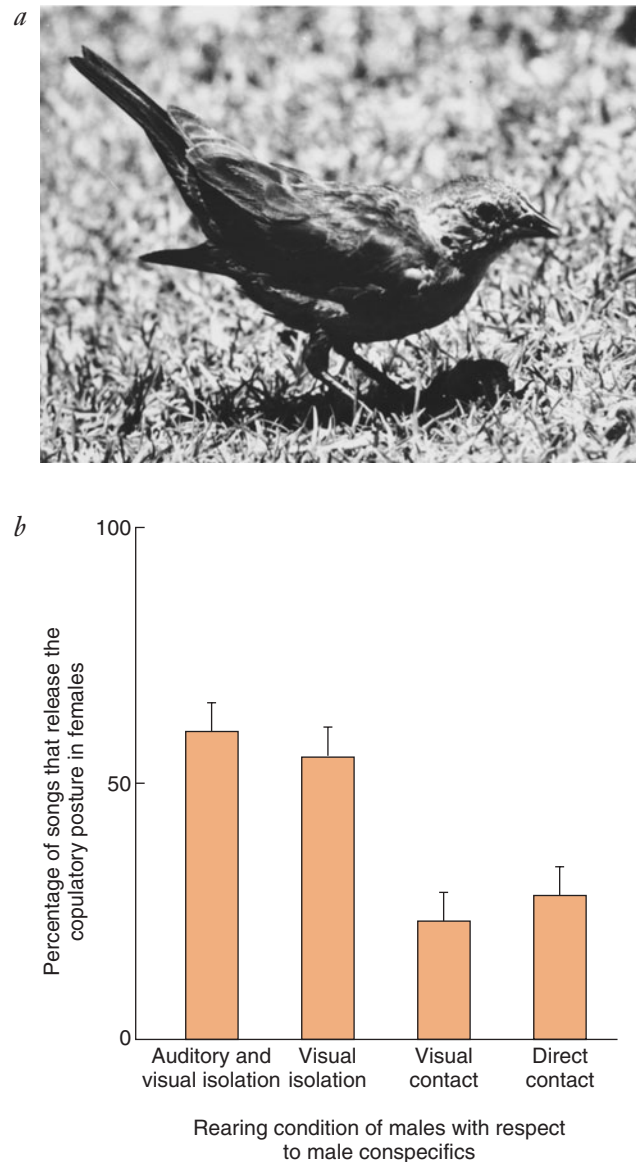 a
b
100
50
0
Percentage of songs that release the
copulatory posture in females
Auditory and
visual isolation
Visual
isolation
Visual
contact
Direct
contact
Rearing condition of males with respect
to male conspecifics